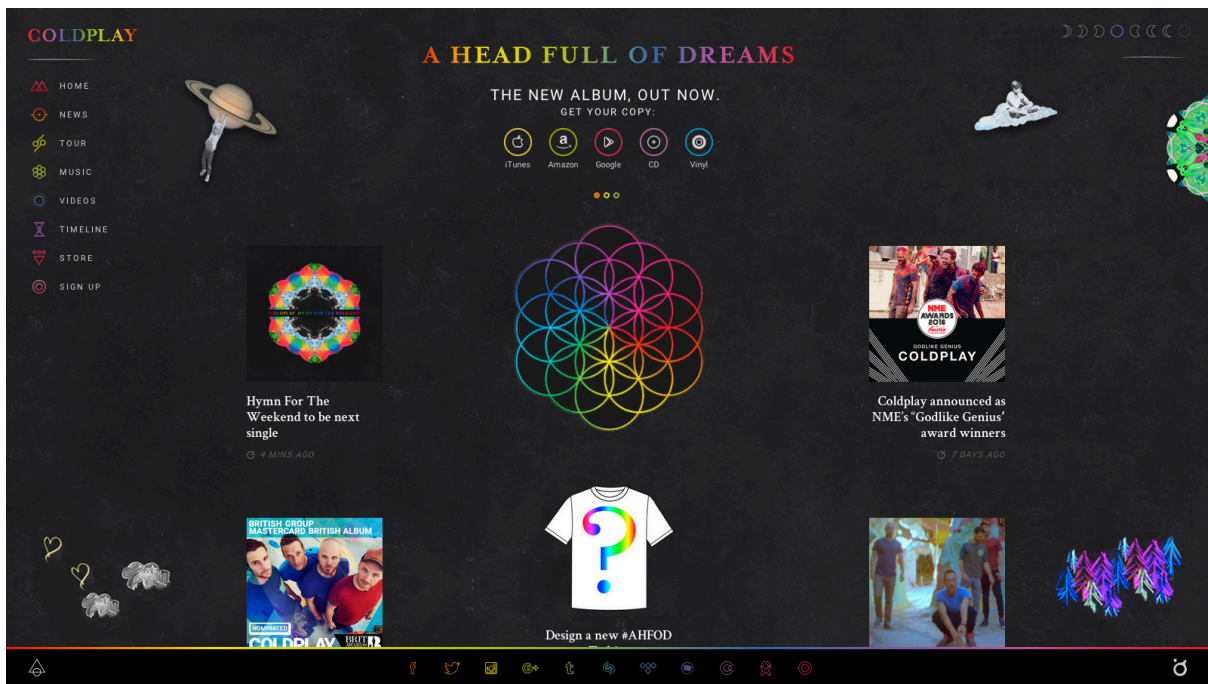 COLDPLAY
HOME
NEWS
TOUR
MUSIC
VIDEOS
TIMELINE
STORE
SIGN UP
A HEAD FULL OF DREAMS
THE NEW ALBUM, OUT NOW.
GET YOUR COPY:
iTunes
Amazon
Google
CD
Vinyl
COLDPLAY HYMN FOR THE WEEKEND
Hymn For The
Weekend to be next
single
4 MINS AGO
NME
AWARDS
2016
Austin
GODLIKE GENIUS
COLDPLAY
Coldplay announced as
NME's “Godlike Genius’
award winners
7 DAYS AGO
BRITISH GROUP
MASTERCARD BRITISH ALBUM
NOMINATED
COLDPLAY
BRIT
AWARDS
?
Design a new #AHFOD